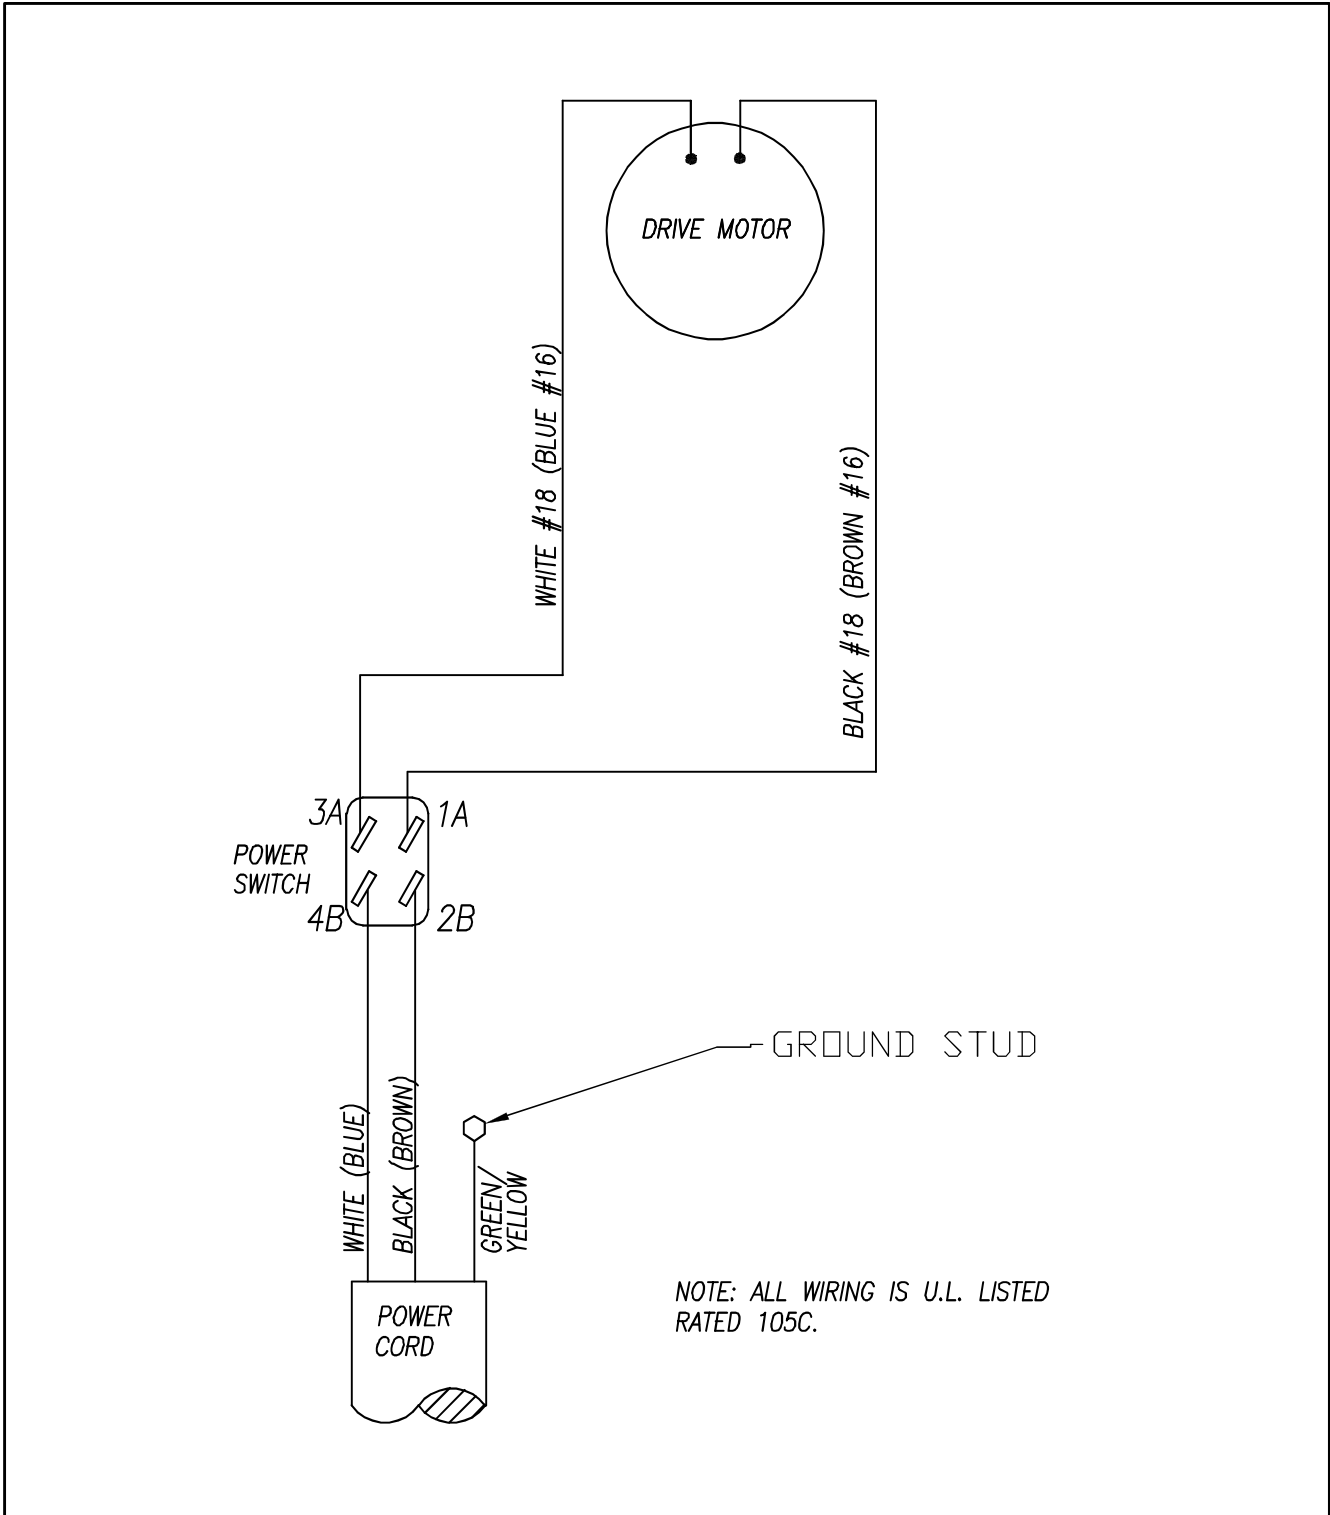 DRIVE MOTOR
WHITE #18 (BLUE #16)
BLACK #18 (BROWN #16)
3A
1A
POWER
SWITCH
4B
2B
GROUND STUD
WHITE (BLUE)
BLACK (BROWN)
GREEN/
YELLOW
POWER
CORD
NOTE: ALL WIRING IS U.L. LISTED
RATED 105C.